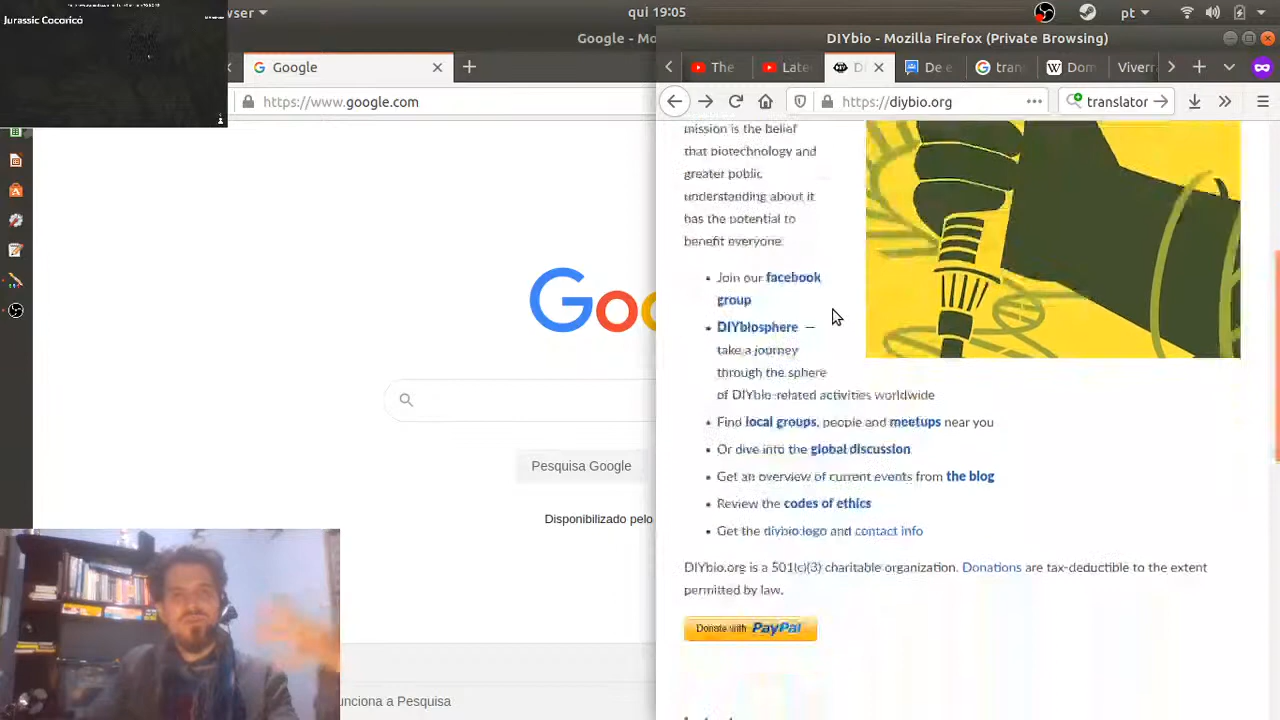 Jurassic Cacaricá
wser
qui 19:05
pt
Google - Mo
DIYbio - Mozilla Firefox (Private Browsing)
Google
The
Late
DI
De e
tran
Dom
Viverr
https://www.google.com
https://diybio.org
translator
mission is the belief
that biotechnology and
greater public
understanding about it
has the potential to
benefit everyone
Join our facebook
group
DIYbiosphere –
take a journey
through the sphere
of DIYbio related activities worldwide
Find local groups, people and meetups near you
Or dive into the global discussion
Get an overview of current events from the blog
Review the codes of ethics
Get the diybio logo and contact info
DIYbio.org is a 501(c)(3) charitable organization. Donations are tax-deductible to the extent
permitted by law.
Donate with PayPal
Goo
Pesquisa Google
Disponibilizado pelo
unciona a Pesquisa